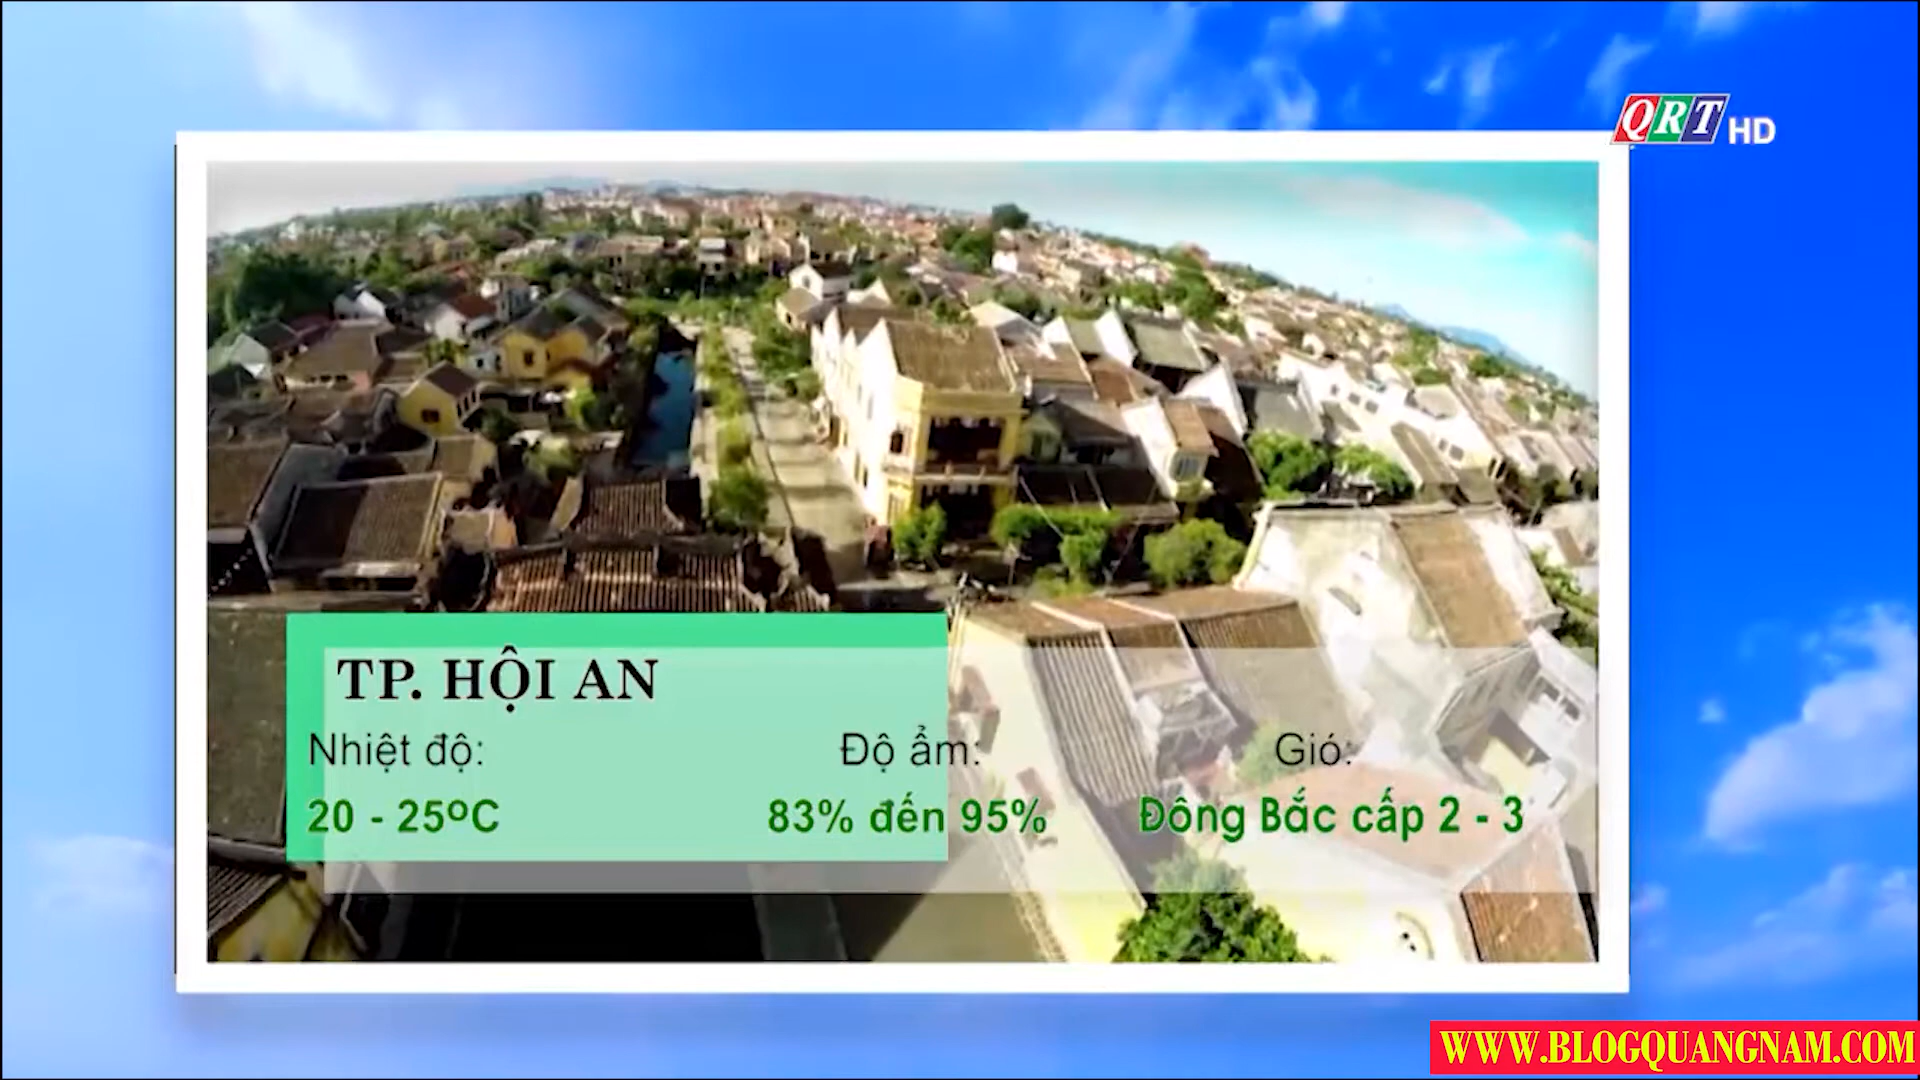 QRT HD
TP. HỘI AN
Nhiệt độ: Độ ẩm: Gió:
20 - 25ºC 83% đến 95% Đông Bắc cấp 2 - 3
WWW.BLOGQUANGNAM.COM